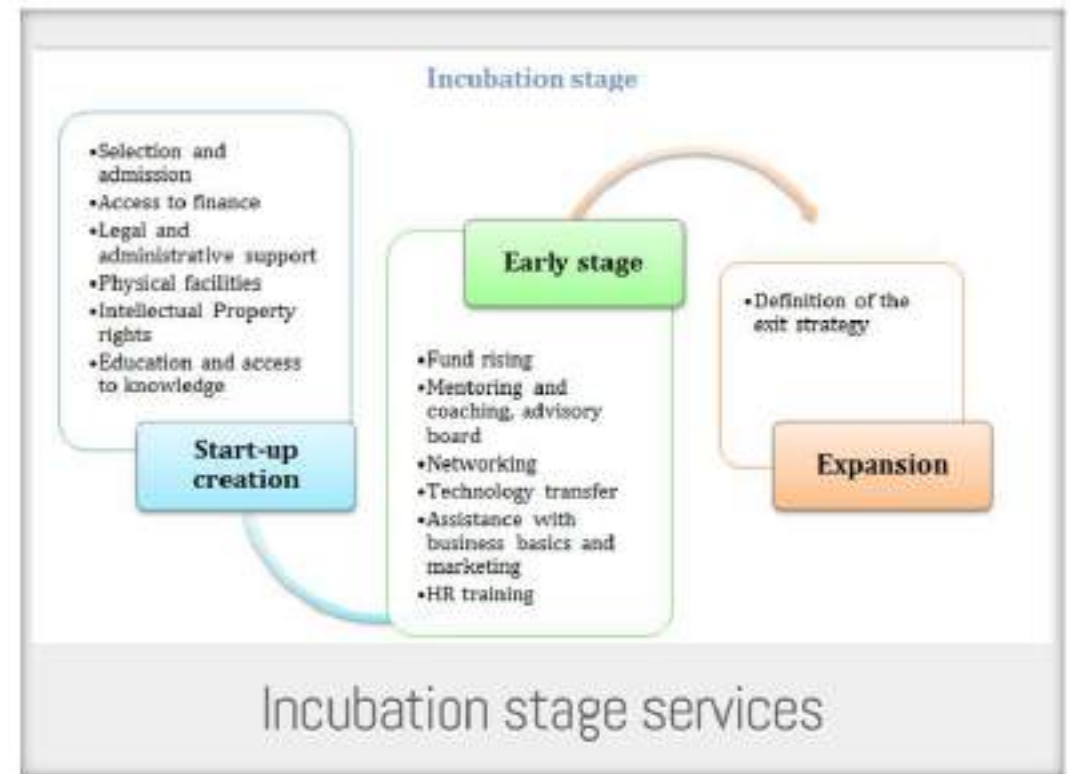 Incubation stage
•Selection and
admission
•Access to finance
•Legal and
administrative support
•Physical facilities
•Intellectual Property
rights
•Education and access
to knowledge
Start-up
creation
Early stage
•Fund rising
•Mentoring and
coaching, advisory
board
•Networking
•Technology transfer
•Assistance with
business basics and
marketing
•HR training
•Definition of the
exit strategy
Expansion
Incubation stage services